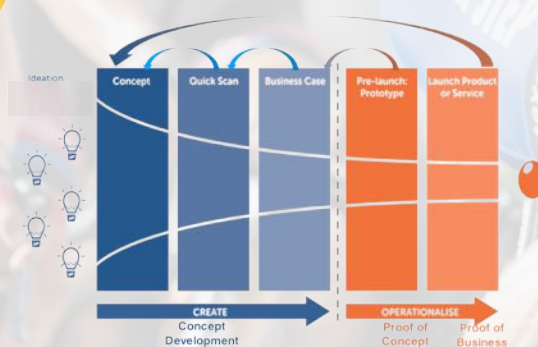 Ideation
Concept
Quick Scan
Business Case
Pre-launch:
Prototype
Launch Product
or Service
CREATE
OPERATIONALISE
Concept
Development
Proof of
Concept
Proof of
Business